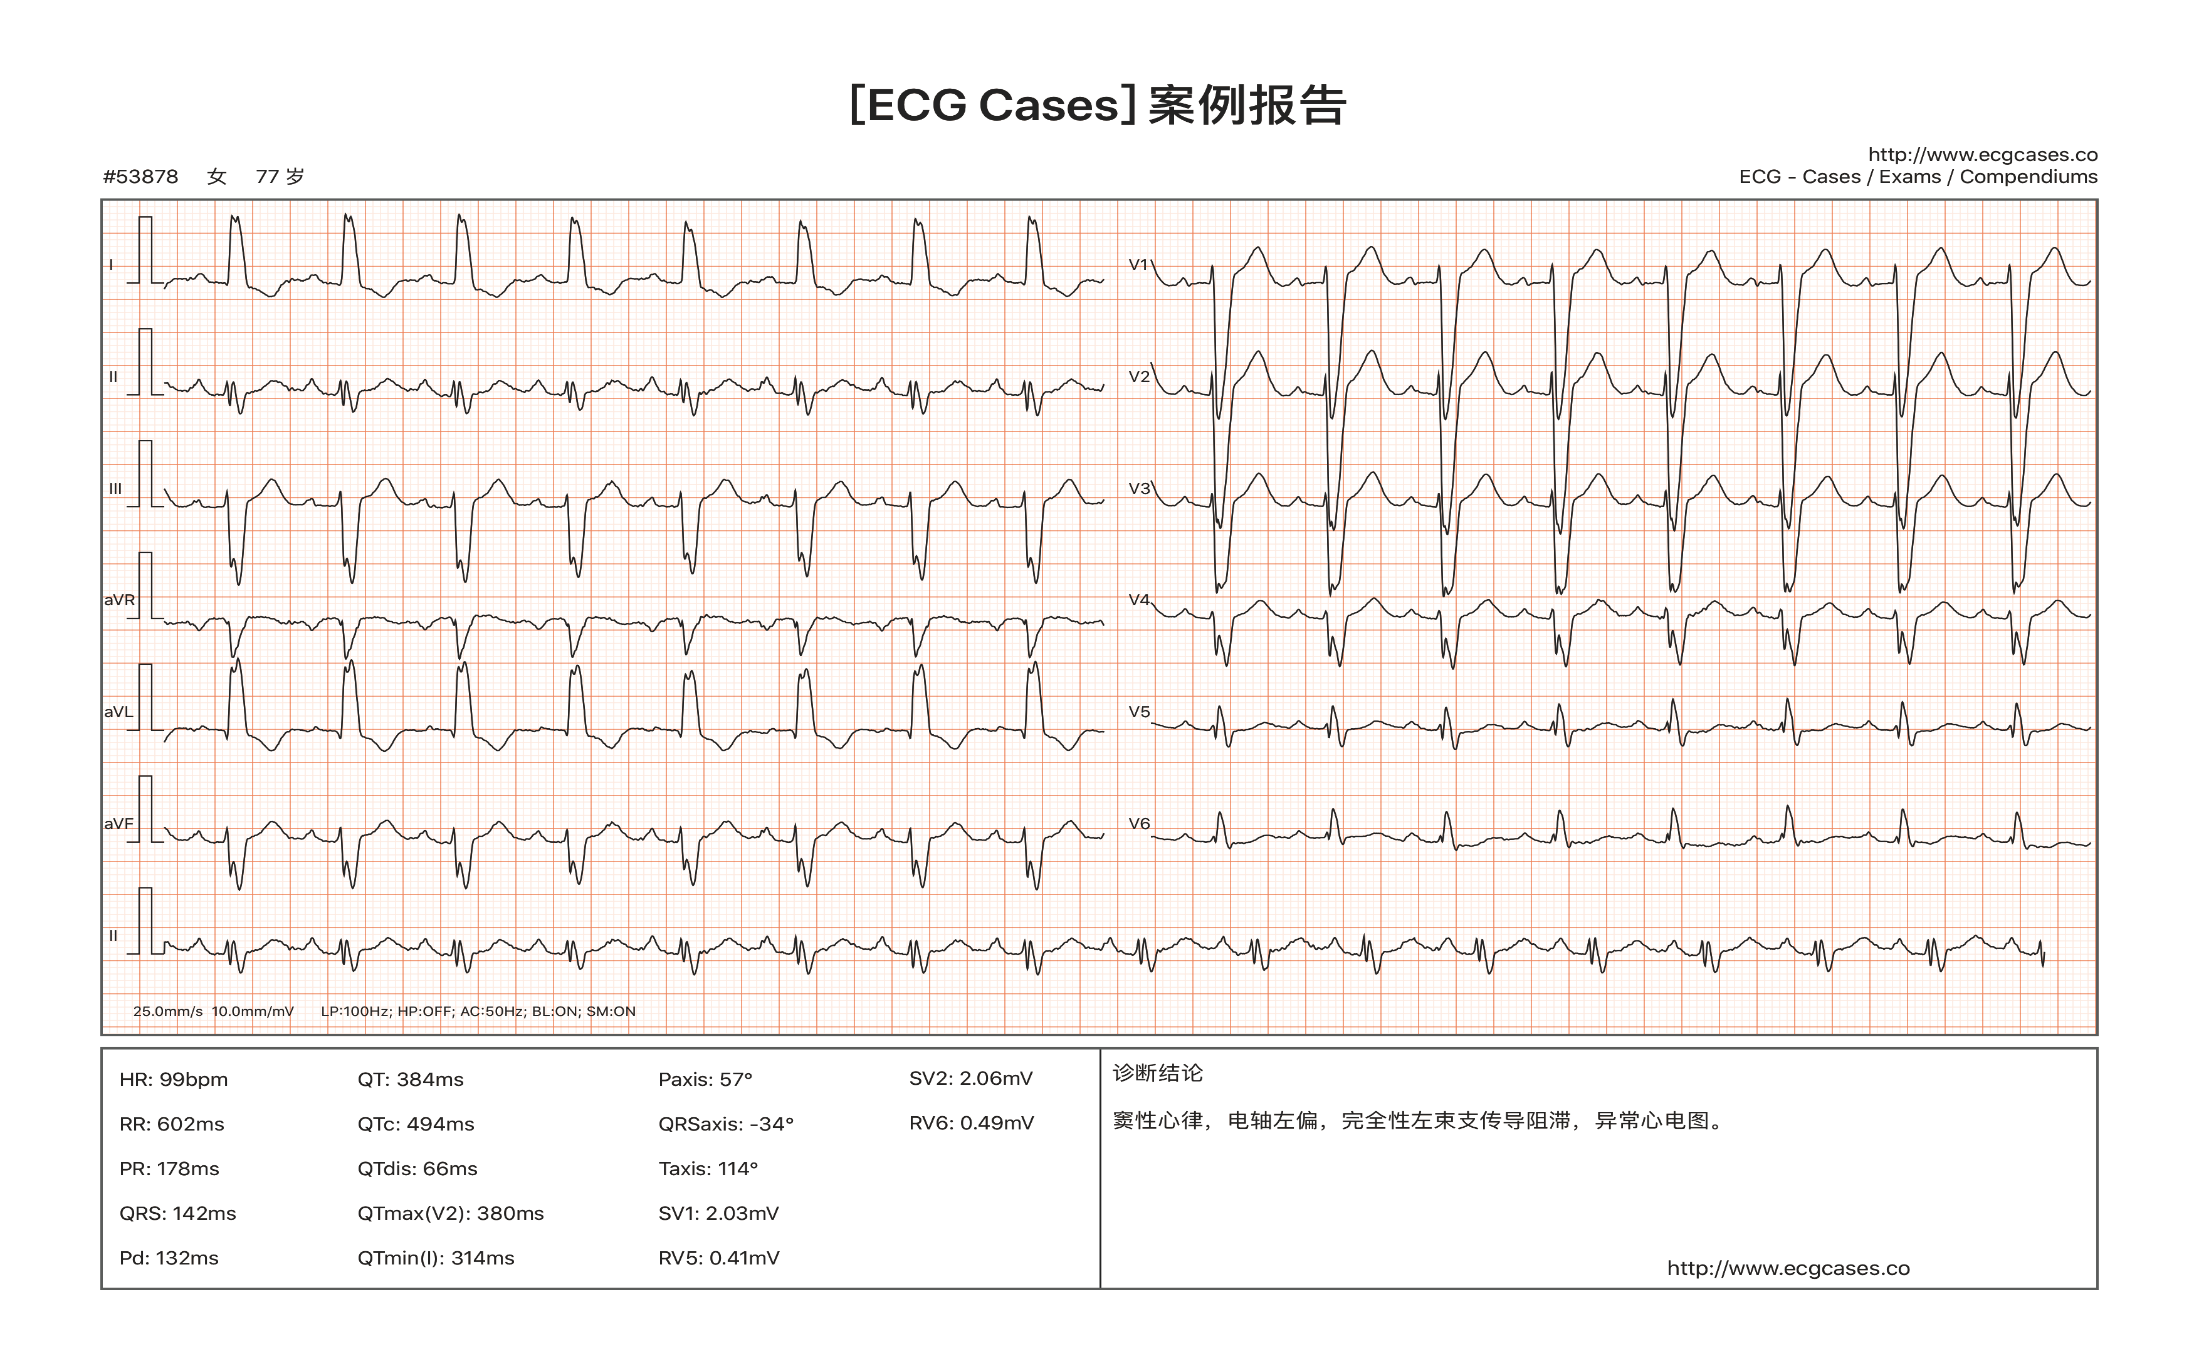 [ECG Cases] 案例报告
http://www.ecgcases.co
#53878 女 77 岁
ECG - Cases / Exams / Compendiums
I
II
III
aVR
aVL
aVF
II
V1
V2
V3
V4
V5
V6
25.0mm/s 10.0mm/mV LP:100Hz; HP:OFF; AC:50Hz; BL:ON; SM:ON
HR: 99bpm
RR: 602ms
PR: 178ms
QRS: 142ms
Pd: 132ms
QT: 384ms
QTc: 494ms
QTdis: 66ms
QTmax(V2): 380ms
QTmin(I): 314ms
Paxis: 57°
QRSaxis: -34°
Taxis: 114°
SV1: 2.03mV
RV5: 0.41mV
SV2: 2.06mV
RV6: 0.49mV
诊断结论
窦性心律，电轴左偏，完全性左束支传导阻滞，异常心电图。
http://www.ecgcases.co